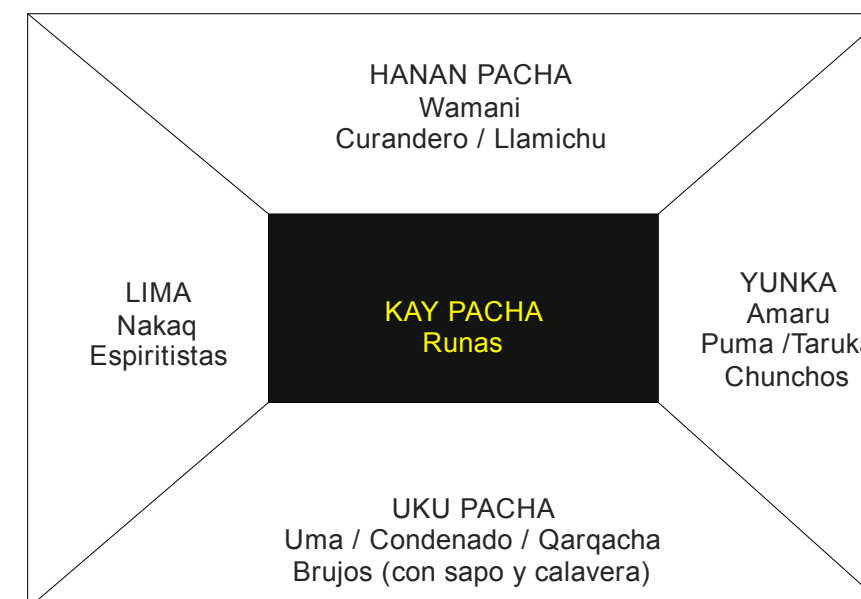 HANAN PACHA
Wamani
Curandero / Llamichu
LIMA
Nakaq
Espiritistas
KAY PACHA
Runas
YUNKA
Amaru
Puma /Taruka
Chunchos
UKU PACHA
Uma / Condenado / Qarqacha
Brujos (con sapo y calavera)